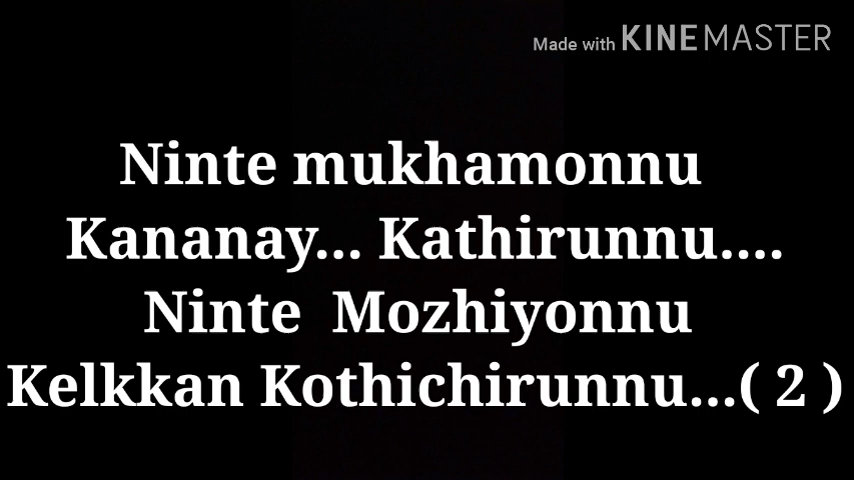 Made with KINEMASTER
Ninte mukhamonnu
Kananay... Kathirunnu....
Ninte Mozhiyonnu
Kelkkan Kothichirunnu...( 2 )